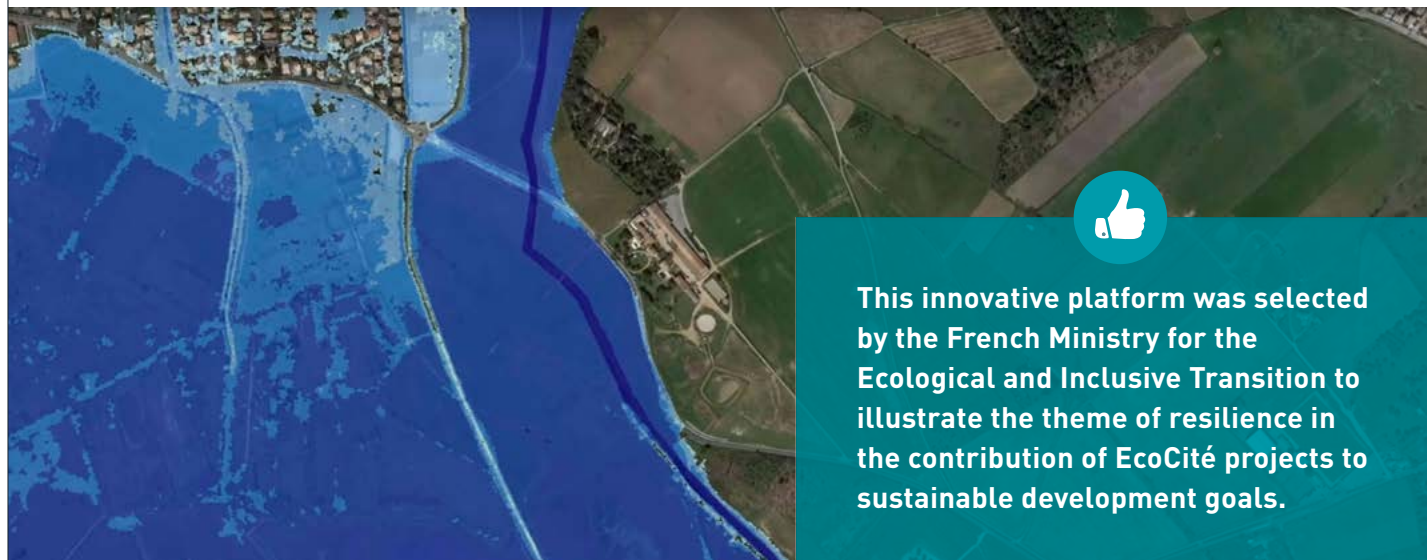 This innovative platform was selected
by the French Ministry for the
Ecological and Inclusive Transition to
illustrate the theme of resilience in
the contribution of EcoCité projects to
sustainable development goals.